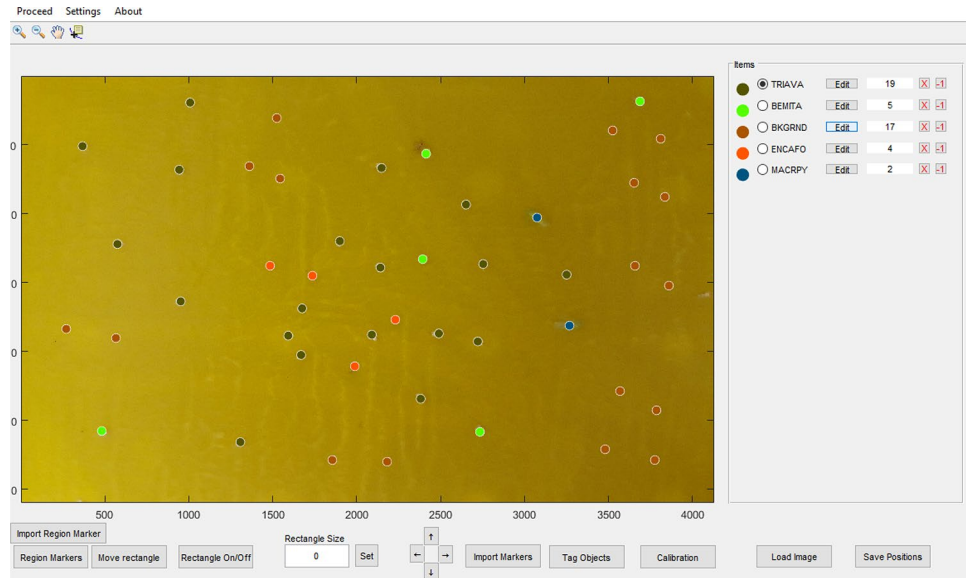 Proceed Settings About
Items
TRIAVA Edit 19 X -1
BEMITA Edit 5 X -1
BKGRND Edit 17 X -1
ENCAFO Edit 4 X -1
MACRPY Edit 2 X -1
0
0
0
0
0
0
500 1000 1500 2000 2500 3000 3500 4000
Import Region Marker
Rectangle Size
Region Markers Move rectangle Rectangle On/Off 0 Set ↑ ← → ↓ Import Markers Tag Objects Calibration Load Image Save Positions